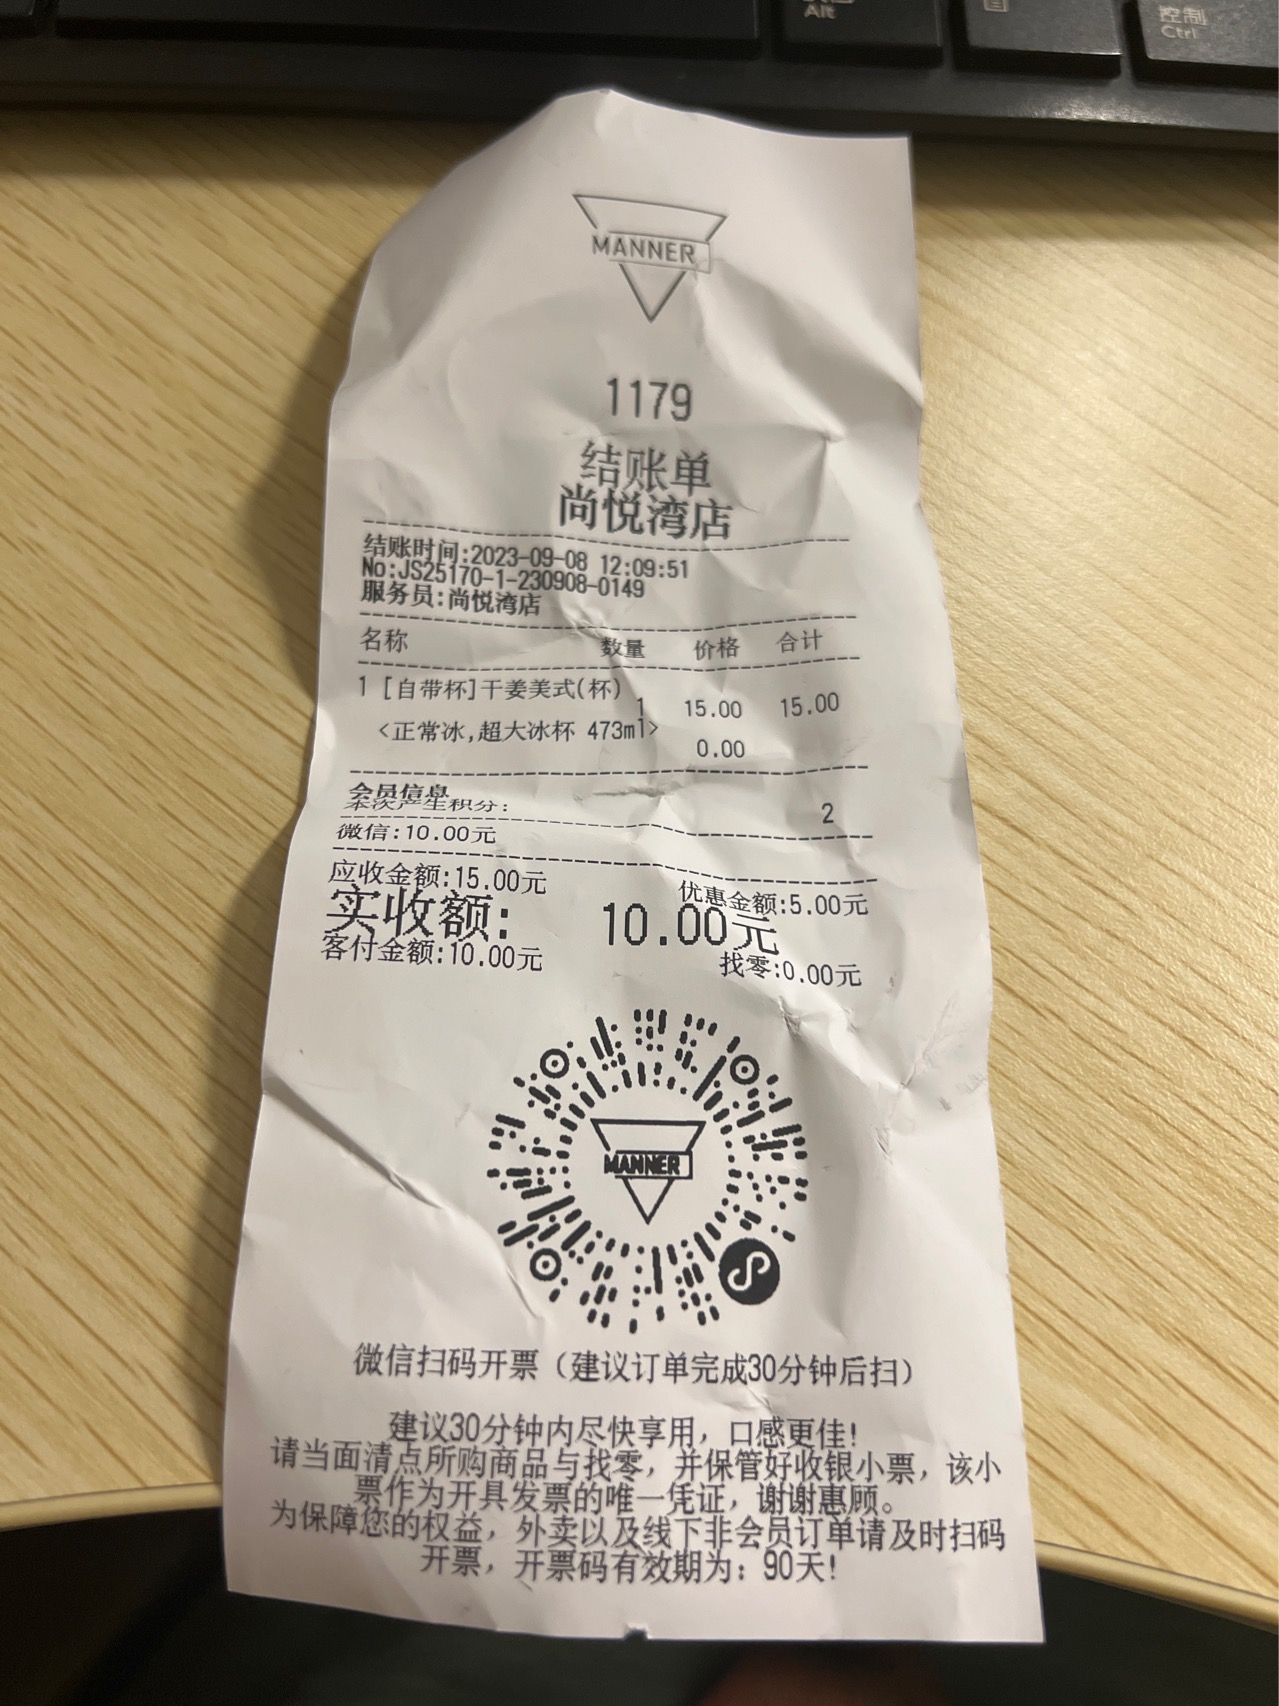 Alt
控制
Ctrl
MANNER
1179
结账单
尚悦湾店
结账时间:2023-09-08 12:09:51
No:JS25170-1-230908-0149
服务员:尚悦湾店
名称 数量 价格 合计
1 [自带杯]干姜美式(杯)
1 15.00 15.00
<正常冰,超大冰杯 473ml>
0.00
会员信息
本次产生积分: 2
微信:10.00元
应收金额:15.00元 优惠金额:5.00元
实收额: 10.00元
客付金额:10.00元 找零:0.00元
MANNER
微信扫码开票（建议订单完成30分钟后扫）
建议30分钟内尽快享用，口感更佳!
请当面清点所购商品与找零，并保管好收银小票，该小
票作为开具发票的唯一凭证，谢谢惠顾。
为保障您的权益，外卖以及线下非会员订单请及时扫码
开票，开票码有效期为：90天!